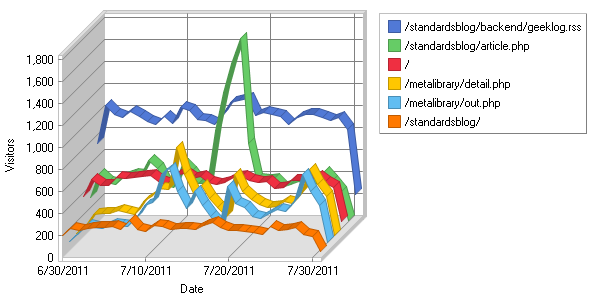 /standardsblog/backend/geeklog.rss
/standardsblog/article.php
/
/metalibrary/detail.php
/metalibrary/out.php
/standardsblog/
1,800
1,600
1,400
1,200
1,000
800
600
400
200
0
Visitors
6/30/2011 7/10/2011 7/20/2011 7/30/2011
Date